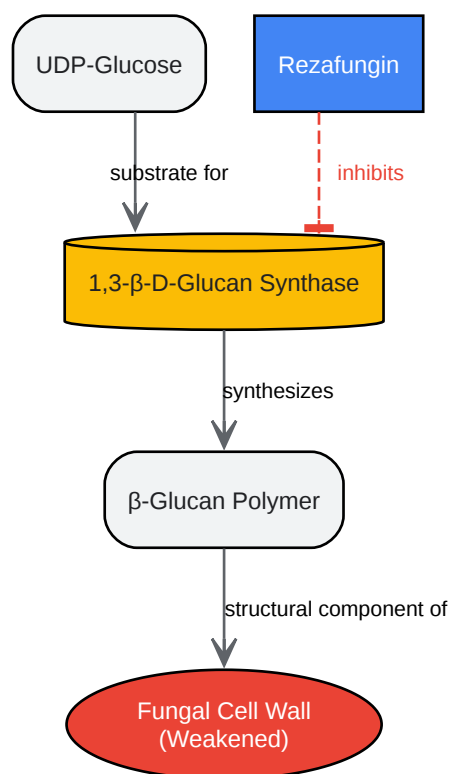 UDP-Glucose
Rezafungin
substrate for
inhibits
1,3-β-D-Glucan Synthase
synthesizes
β-Glucan Polymer
structural component of
Fungal Cell Wall
(Weakened)